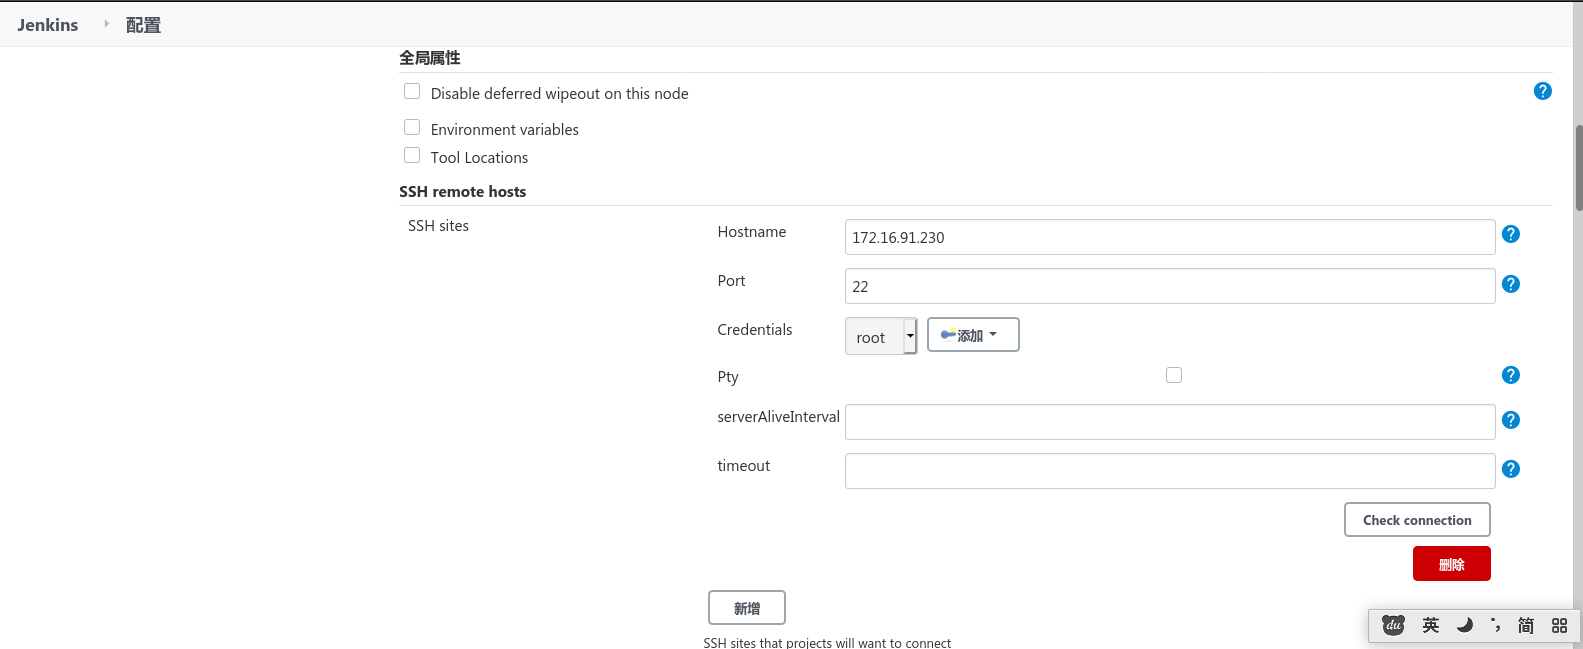 Jenkins 配置
全局属性
Disable deferred wipeout on this node
Environment variables
Tool Locations
SSH remote hosts
SSH sites
Hostname 172.16.91.230
Port 22
Credentials root 添加
Pty
serverAliveInterval
timeout
Check connection
删除
新增
SSH sites that projects will want to connect
du 英 简